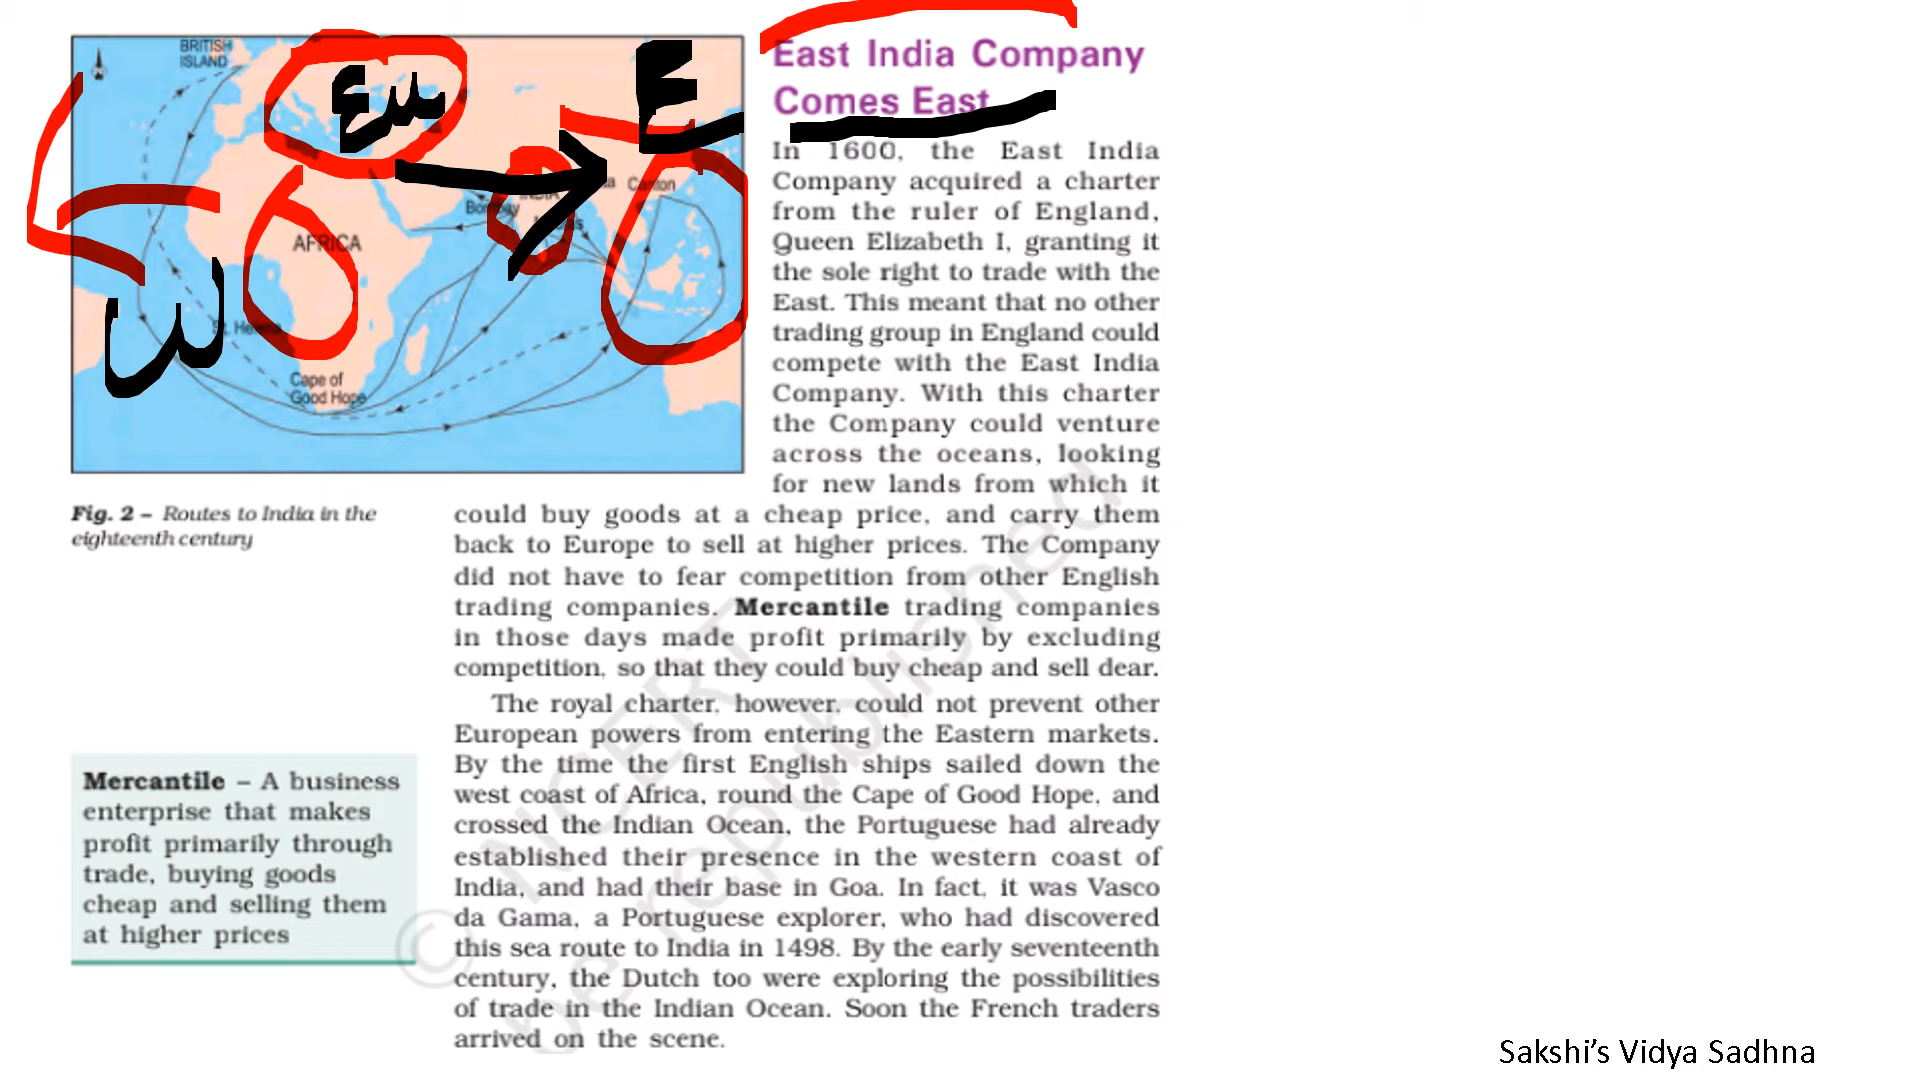 BRITISH
ISLAND
Eu
E
Canton
AFRICA
W
St. Helena
Cape of
Good Hope
Fig. 2 – Routes to India in the
eighteenth century
East India Company
Comes East
In 1600, the East India
Company acquired a charter
from the ruler of England,
Queen Elizabeth I, granting it
the sole right to trade with the
East. This meant that no other
trading group in England could
compete with the East India
Company. With this charter
the Company could venture
across the oceans, looking
for new lands from which it
could buy goods at a cheap price, and carry them
back to Europe to sell at higher prices. The Company
did not have to fear competition from other English
trading companies. Mercantile trading companies
in those days made profit primarily by excluding
competition, so that they could buy cheap and sell dear.
The royal charter, however, could not prevent other
European powers from entering the Eastern markets.
By the time the first English ships sailed down the
west coast of Africa, round the Cape of Good Hope, and
crossed the Indian Ocean, the Portuguese had already
established their presence in the western coast of
India, and had their base in Goa. In fact, it was Vasco
da Gama, a Portuguese explorer, who had discovered
this sea route to India in 1498. By the early seventeenth
century, the Dutch too were exploring the possibilities
of trade in the Indian Ocean. Soon the French traders
arrived on the scene.
Mercantile – A business
enterprise that makes
profit primarily through
trade, buying goods
cheap and selling them
at higher prices
© NCERT
be republished
Sakshi's Vidya Sadhna